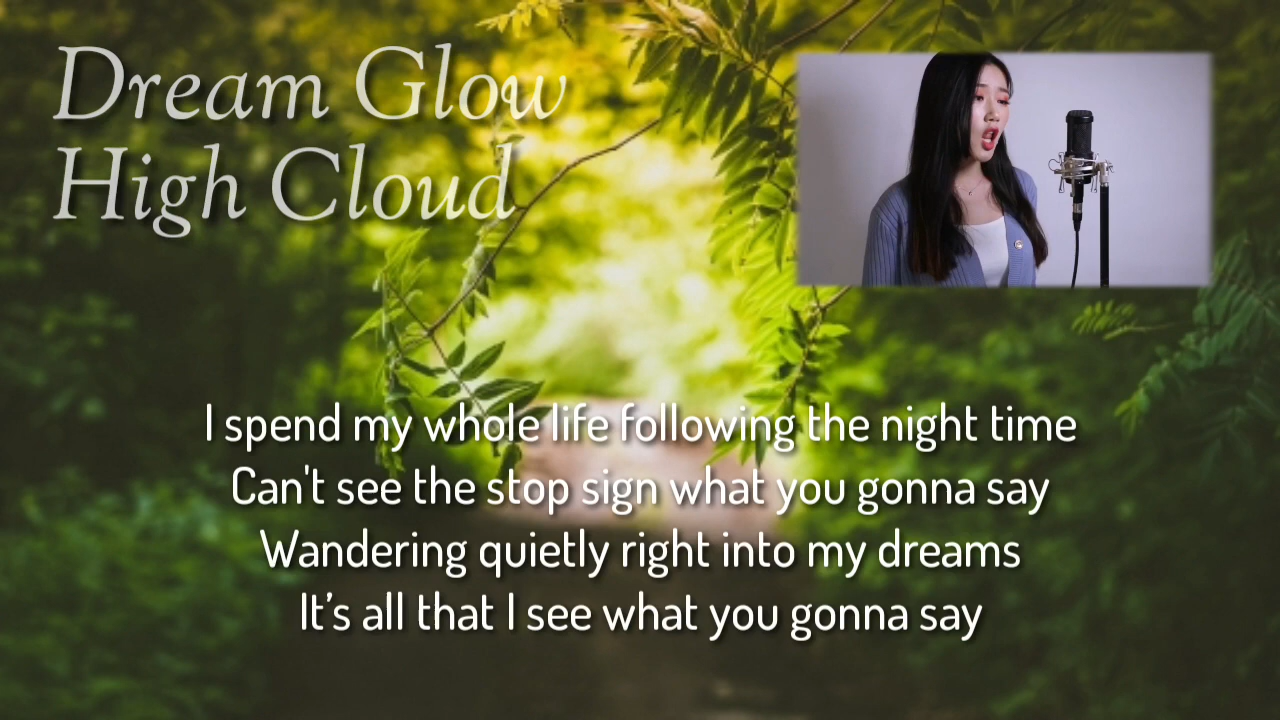 Dream Glow
High Cloud
I spend my whole life following the night time
Can't see the stop sign what you gonna say
Wandering quietly right into my dreams
It’s all that I see what you gonna say